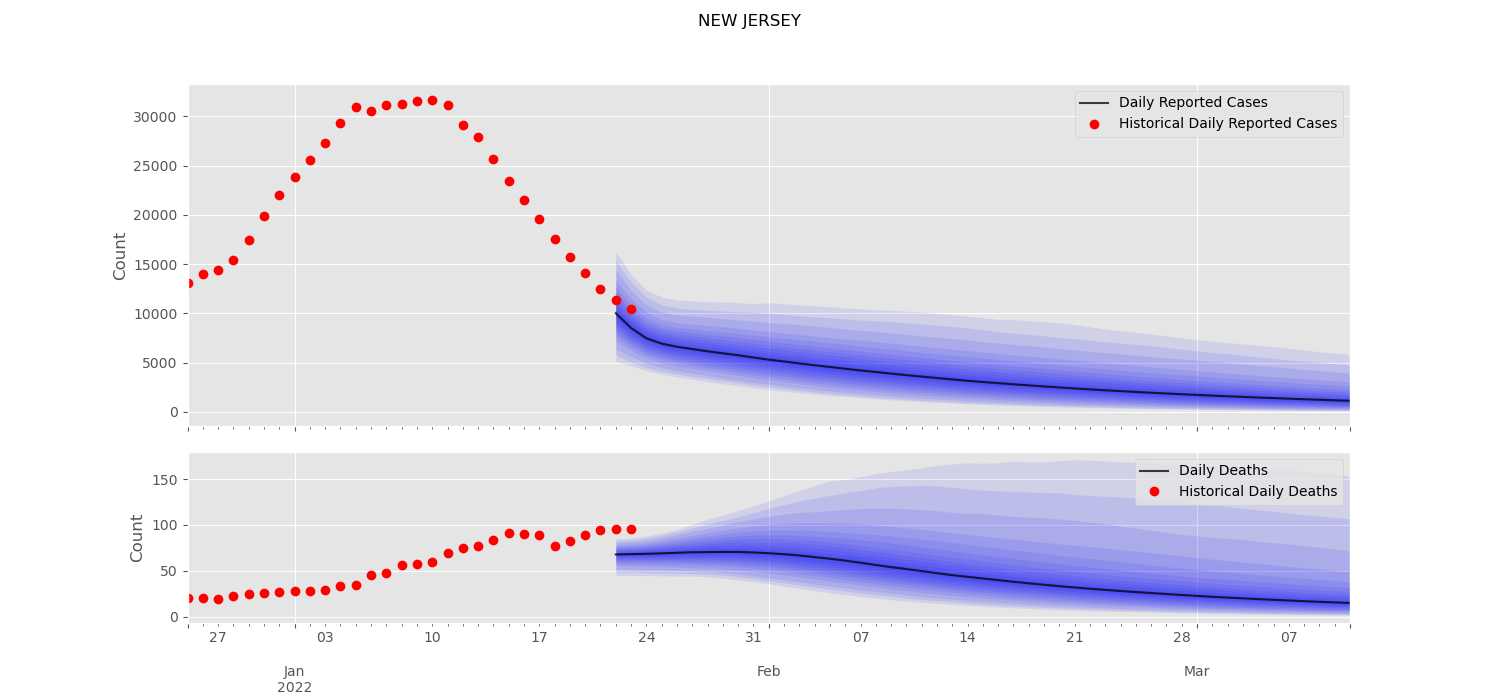 NEW JERSEY
Daily Reported Cases
Historical Daily Reported Cases
30000
25000
20000
15000
10000
5000
0
Count
Daily Deaths
Historical Daily Deaths
150
100
50
0
Count
27 03 10 17 24 31 07 14 21 28 07
Jan Feb Mar
2022